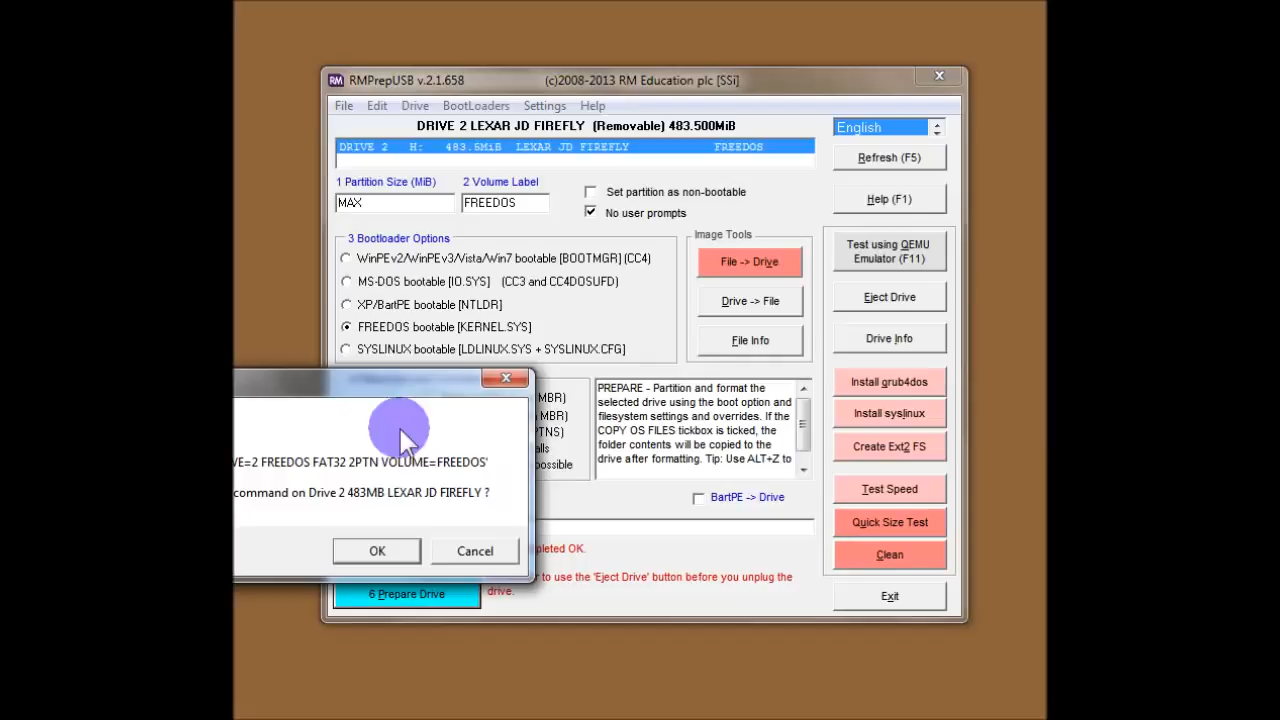 RM RMPrepUSB v.2.1.658 (c)2008-2013 RM Education plc [SSi]
File Edit Drive BootLoaders Settings Help
DRIVE 2 LEXAR JD FIREFLY (Removable) 483.500MiB
English
DRIVE 2 H: 483.5MiB LEXAR JD FIREFLY FREEDOS
Refresh (F5)
1 Partition Size (MiB) 2 Volume Label
MAX FREEDOS
Set partition as non-bootable
No user prompts
Help (F1)
3 Bootloader Options
WinPEv2/WinPEv3/Vista/Win7 bootable [BOOTMGR] (CC4)
MS-DOS bootable [IO.SYS] (CC3 and CC4DOSUFD)
XP/BartPE bootable [NTLDR]
FREEDOS bootable [KERNEL.SYS]
SYSLINUX bootable [LDLINUX.SYS + SYSLINUX.CFG]
Image Tools
File -> Drive
Drive -> File
File Info
Test using QEMU
Emulator (F11)
Eject Drive
Drive Info
Install grub4dos
Install syslinux
Create Ext2 FS
Test Speed
Quick Size Test
Clean
Exit
MBR)
MBR)
PTNS)
alls
possible
PREPARE - Partition and format the
selected drive using the boot option and
filesystem settings and overrides. If the
COPY OS FILES tickbox is ticked, the
folder contents will be copied to the
drive after formatting. Tip: Use ALT+Z to
BartPE -> Drive
VE=2 FREEDOS FAT32 2PTN VOLUME=FREEDOS'
command on Drive 2 483MB LEXAR JD FIREFLY ?
OK Cancel
pleted OK.
to use the 'Eject Drive' button before you unplug the
drive.
6 Prepare Drive